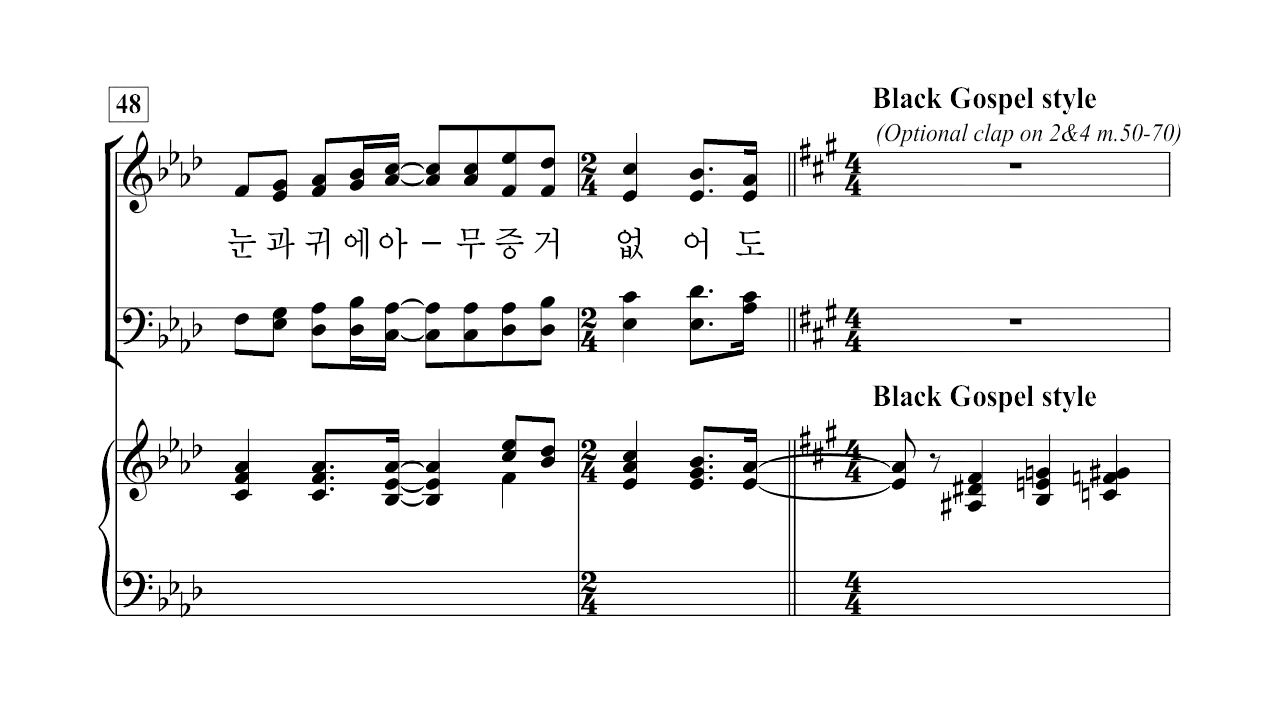 48
Black Gospel style
(Optional clap on 2&4 m.50-70)
눈 과 귀 에 아 – 무 증 거 없 어 도
Black Gospel style